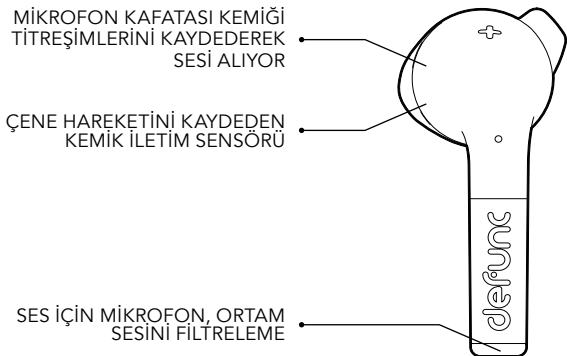 MİKROFON KAFATASI KEMİĞİ
TİTREŞİMLERİNİ KAYDEDEREK
SESİ ALIYOR
ÇENE HAREKETİNİ KAYDEDEN
KEMİK İLETİM SENSÖRÜ
defunc
SES İÇİN MİKROFON, ORTAM
SESİNİ FİLTRELEME